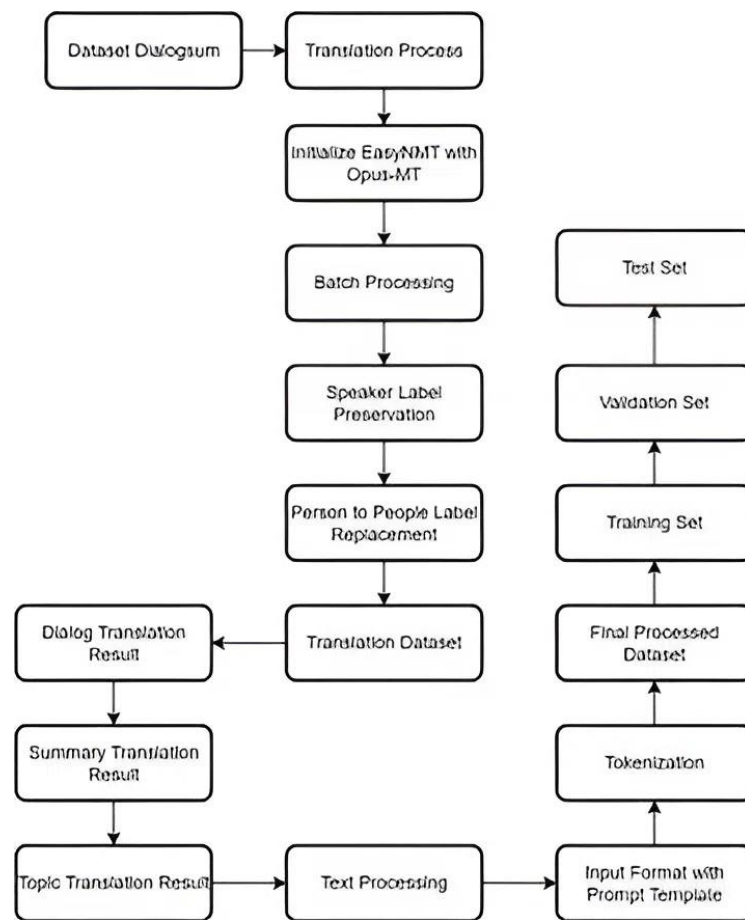 Dataset Dialogsum
Translation Process
Initialize EasyNMT with
Opus-MT
Batch Processing
Speaker Label
Preservation
Person to People Label
Replacement
Translation Dataset
Dialog Translation
Result
Summary Translation
Result
Topic Translation Result
Text Processing
Input Format with
Prompt Template
Tokenization
Final Processed
Dataset
Training Set
Validation Set
Test Set